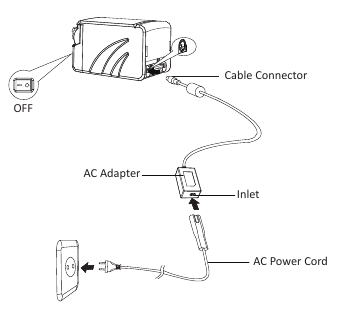 Cable Connector
OFF
AC Adapter
Inlet
AC Power Cord